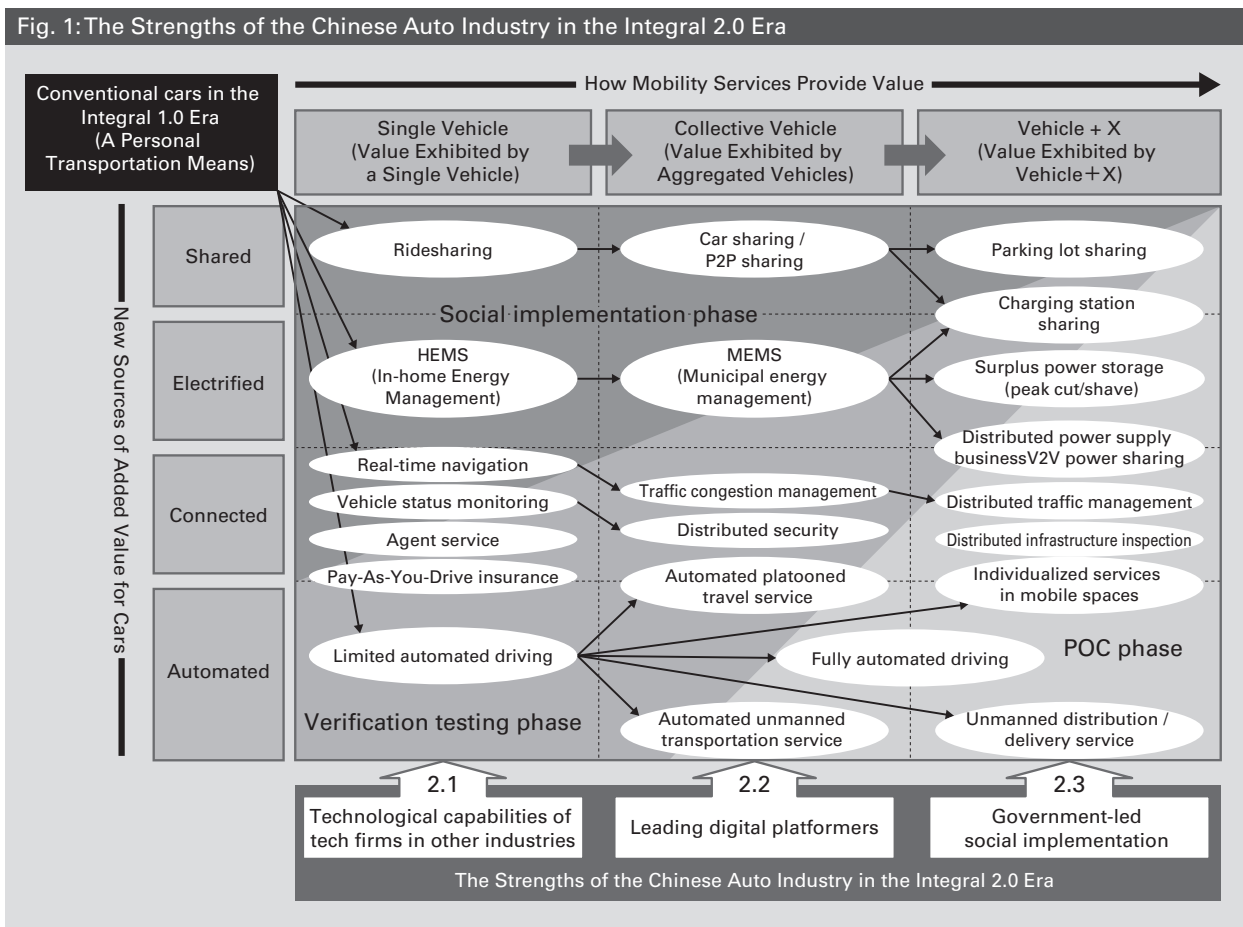 Fig. 1: The Strengths of the Chinese Auto Industry in the Integral 2.0 Era
Conventional cars in the
Integral 1.0 Era
(A Personal
Transportation Means)
How Mobility Services Provide Value
Single Vehicle
(Value Exhibited by
a Single Vehicle)
Collective Vehicle
(Value Exhibited by
Aggregated Vehicles)
Vehicle + X
(Value Exhibited by
Vehicle+X)
New Sources of Added Value for Cars
Shared
Ridesharing
Car sharing /
P2P sharing
Parking lot sharing
Charging station
sharing
Social implementation phase
Electrified
HEMS
(In-home Energy
Management)
MEMS
(Municipal energy
management)
Surplus power storage
(peak cut/shave)
Distributed power supply
businessV2V power sharing
Connected
Real-time navigation
Vehicle status monitoring
Agent service
Pay-As-You-Drive insurance
Traffic congestion management
Distributed security
Distributed traffic management
Distributed infrastructure inspection
Automated
Automated platooned
travel service
Individualized services
in mobile spaces
Limited automated driving
Fully automated driving
POC phase
Verification testing phase
Automated unmanned
transportation service
Unmanned distribution /
delivery service
2.1
Technological capabilities of
tech firms in other industries
2.2
Leading digital platformers
2.3
Government-led
social implementation
The Strengths of the Chinese Auto Industry in the Integral 2.0 Era